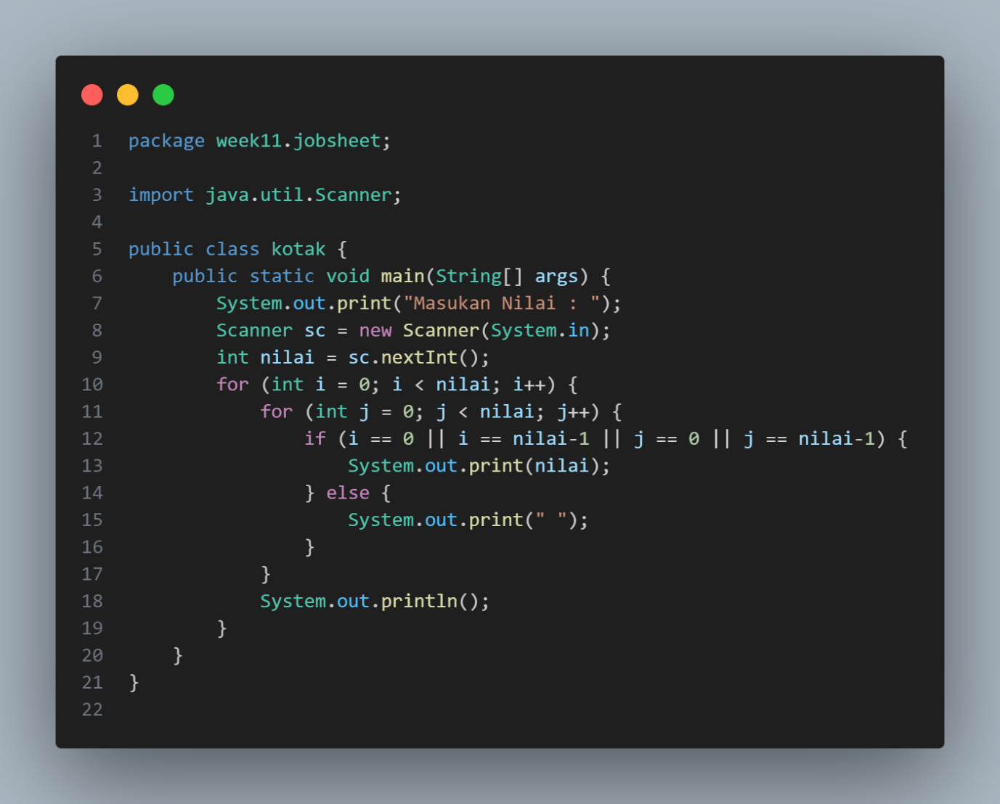 1 package week11.jobsheet;
2
3 import java.util.Scanner;
4
5 public class kotak {
6     public static void main(String[] args) {
7         System.out.print("Masukan Nilai : ");
8         Scanner sc = new Scanner(System.in);
9         int nilai = sc.nextInt();
10         for (int i = 0; i < nilai; i++) {
11             for (int j = 0; j < nilai; j++) {
12                 if (i == 0 || i == nilai-1 || j == 0 || j == nilai-1) {
13                     System.out.print(nilai);
14                 } else {
15                     System.out.print(" ");
16                 }
17             }
18             System.out.println();
19         }
20     }
21 }
22